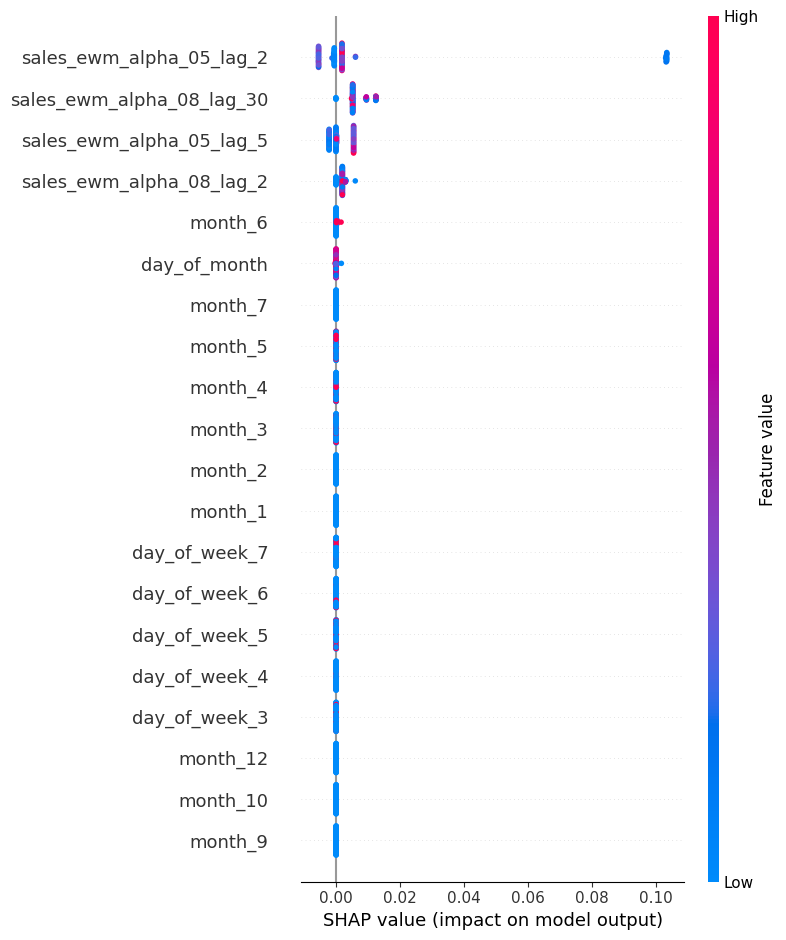 High
sales_ewm_alpha_05_lag_2
sales_ewm_alpha_08_lag_30
sales_ewm_alpha_05_lag_5
sales_ewm_alpha_08_lag_2
month_6
day_of_month
month_7
month_5
month_4
month_3
month_2
month_1
day_of_week_7
day_of_week_6
day_of_week_5
day_of_week_4
day_of_week_3
month_12
month_10
month_9
Feature value
Low
0.00 0.02 0.04 0.06 0.08 0.10
SHAP value (impact on model output)